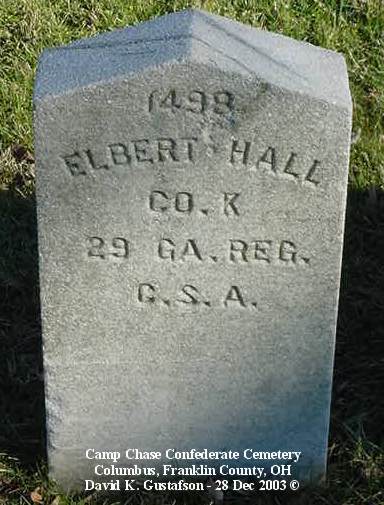 1498
ELBERT HALL
CO. K
29 GA. REG.
C. S. A.
Camp Chase Confederate Cemetery
Columbus, Franklin County, OH
David K. Gustafson - 28 Dec 2003 ©